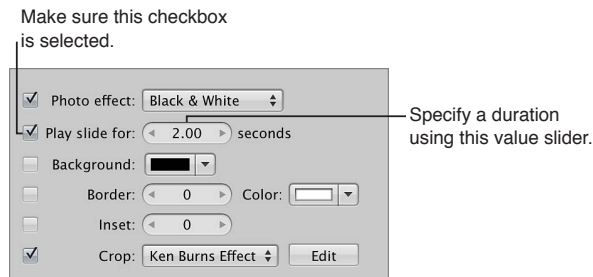 Make sure this checkbox
is selected.
Photo effect: Black & White
Play slide for: 2.00 seconds
Specify a duration
using this value slider.
Background:
Border: 0 Color:
Inset: 0
Crop: Ken Burns Effect Edit